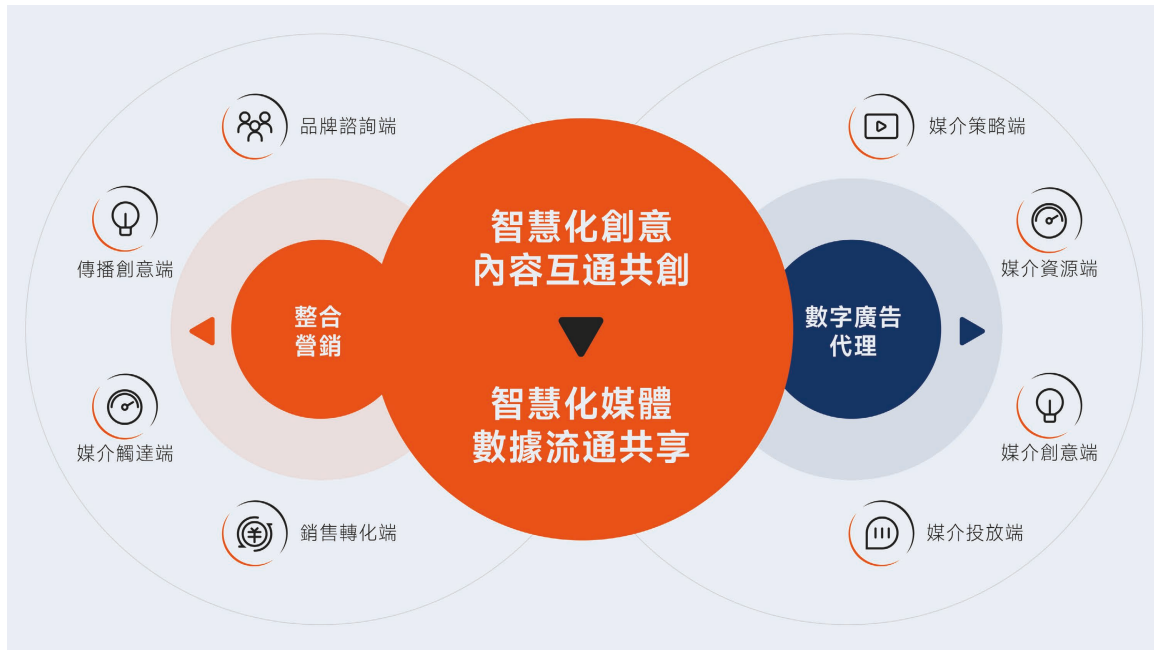 品牌諮詢端
傳播創意端
媒介觸達端
銷售轉化端
整合
營銷
智慧化創意
內容互通共創
智慧化媒體
數據流通共享
數字廣告
代理
媒介策略端
媒介資源端
媒介創意端
媒介投放端